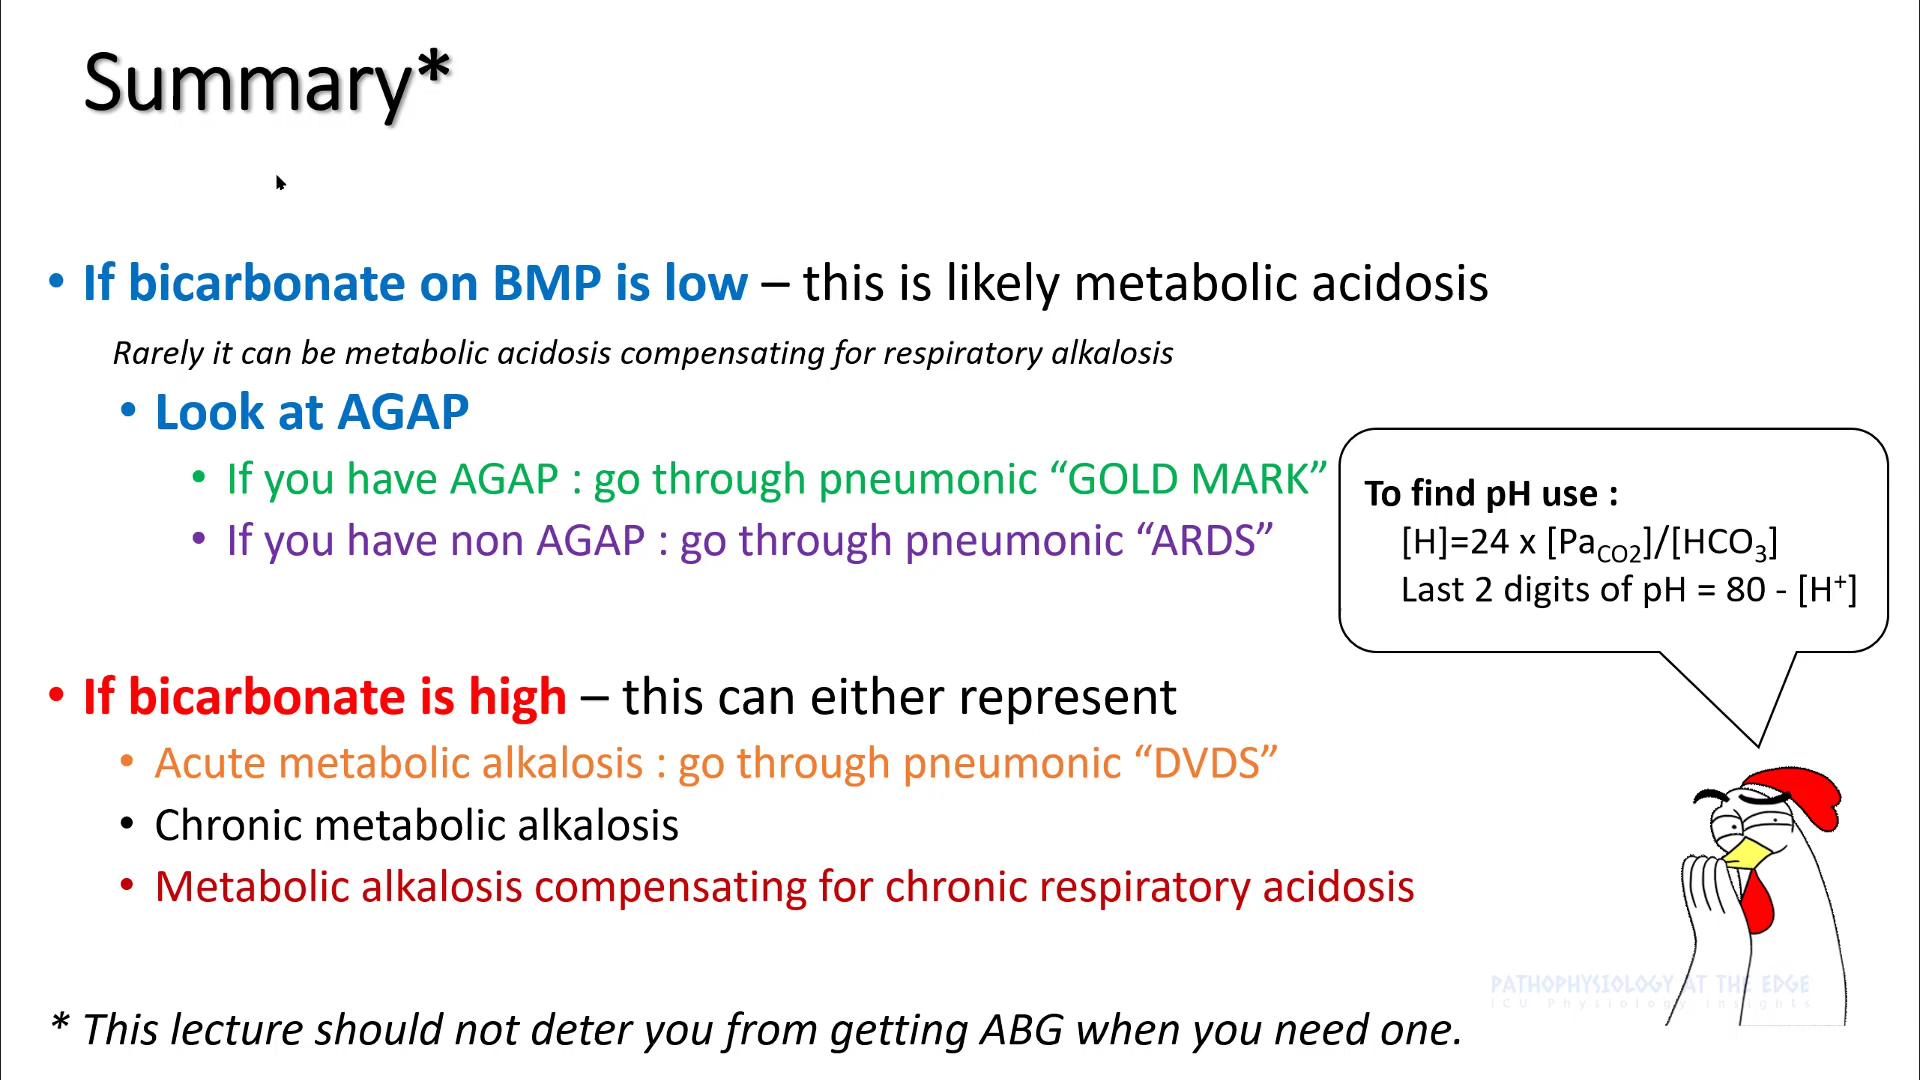 Summary*
• If bicarbonate on BMP is low – this is likely metabolic acidosis
Rarely it can be metabolic acidosis compensating for respiratory alkalosis
• Look at AGAP
• If you have AGAP : go through pneumonic “GOLD MARK”
• If you have non AGAP : go through pneumonic “ARDS”
To find pH use :
[H]=24 x [PaCO2]/[HCO3]
Last 2 digits of pH = 80 - [H+]
• If bicarbonate is high – this can either represent
• Acute metabolic alkalosis : go through pneumonic “DVDS”
• Chronic metabolic alkalosis
• Metabolic alkalosis compensating for chronic respiratory acidosis
PATHOPHYSIOLOGY AT THE EDGE
ICU Physiology Insights
* This lecture should not deter you from getting ABG when you need one.